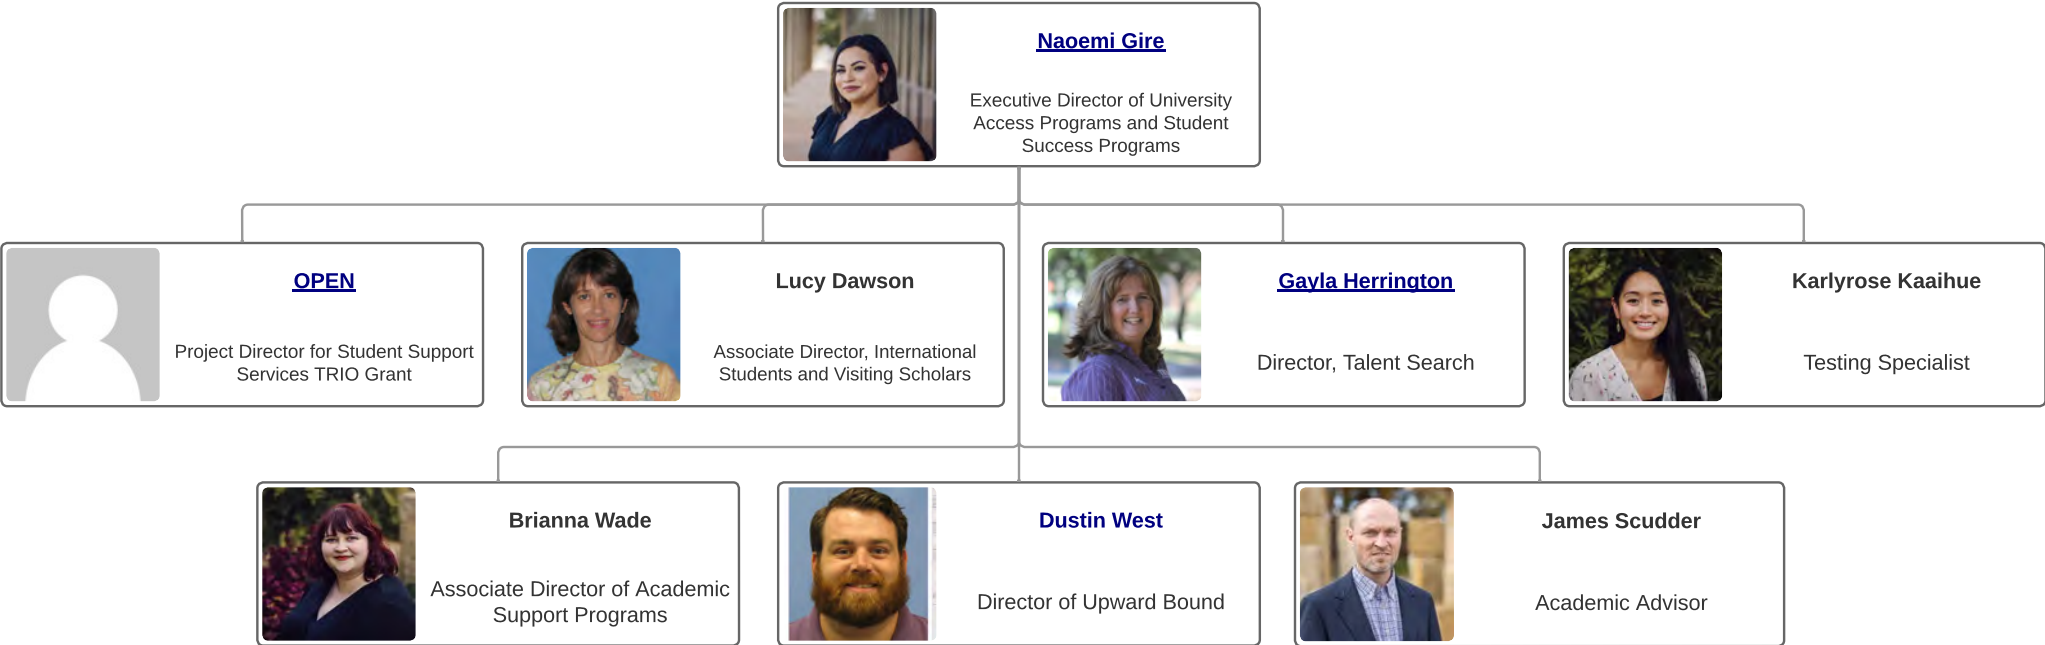 Naoemi Gire
Executive Director of University
Access Programs and Student
Success Programs
OPEN
Project Director for Student Support
Services TRIO Grant
Lucy Dawson
Associate Director, International
Students and Visiting Scholars
Gayla Herrington
Director, Talent Search
Karlyrose Kaaihue
Testing Specialist
Brianna Wade
Associate Director of Academic
Support Programs
Dustin West
Director of Upward Bound
James Scudder
Academic Advisor